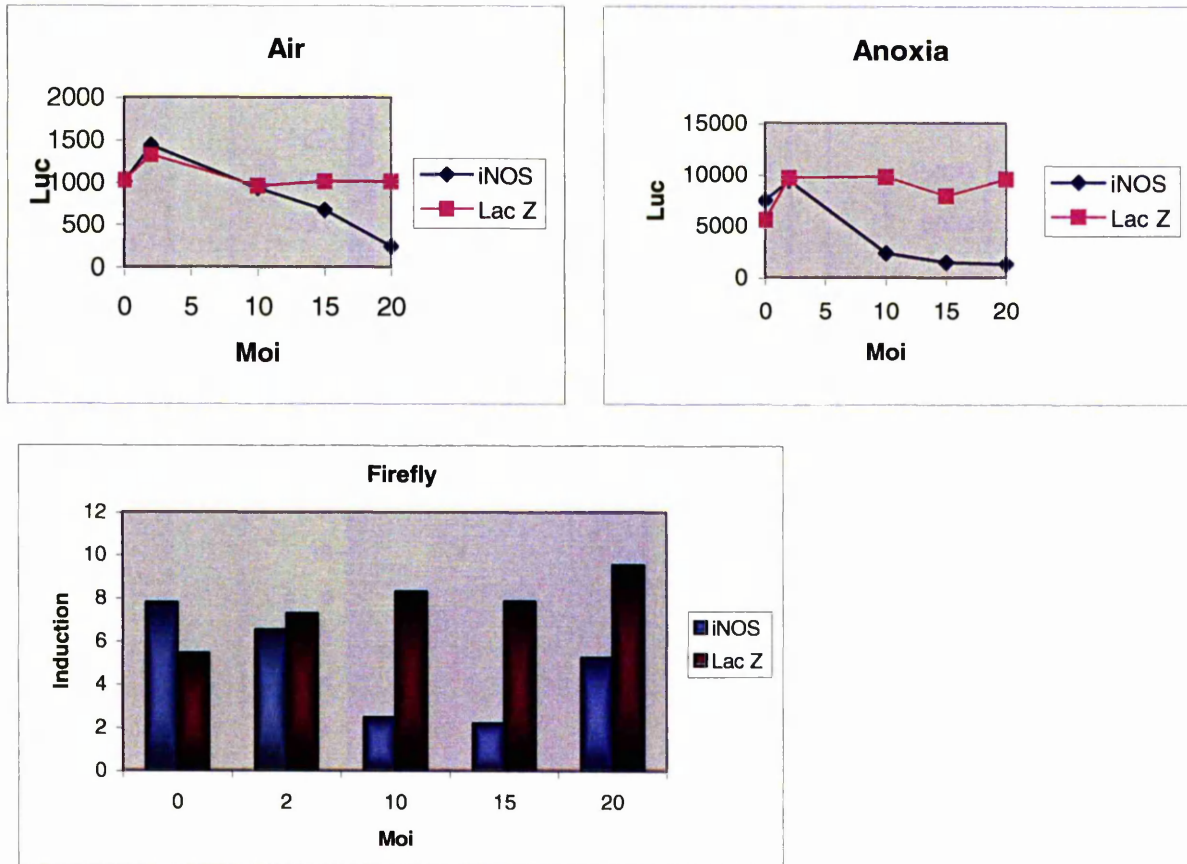 Air
2000
1500
1000
500
0
Luc
0 5 10 15 20
Moi
iNOS
Lac Z
Anoxia
15000
10000
5000
0
Luc
0 5 10 15 20
Moi
iNOS
Lac Z
Firefly
12
10
8
6
4
2
0
Induction
0 2 10 15 20
Moi
iNOS
Lac Z